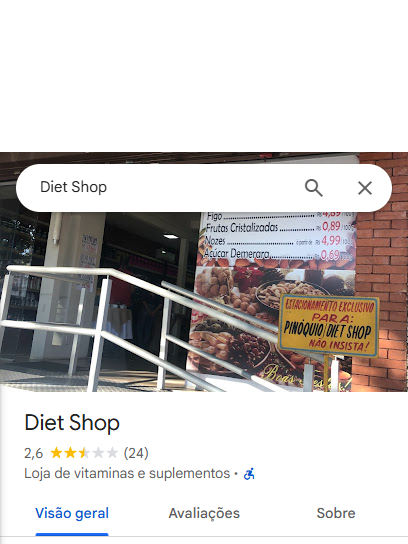 Diet Shop
Figo
4,89
Frutas Cristalizadas
R$ 0,89
Nozes
a partir de R$ 4,99
Açúcar Demerara
0,69
ESTACIONAMENTO EXCLUSIVO
PARA:
PINÓQUIO/DIET SHOP
NÃO INSISTA!
Boas
Diet Shop
2,6 (24)
Loja de vitaminas e suplementos ·
Visão geral
Avaliações
Sobre